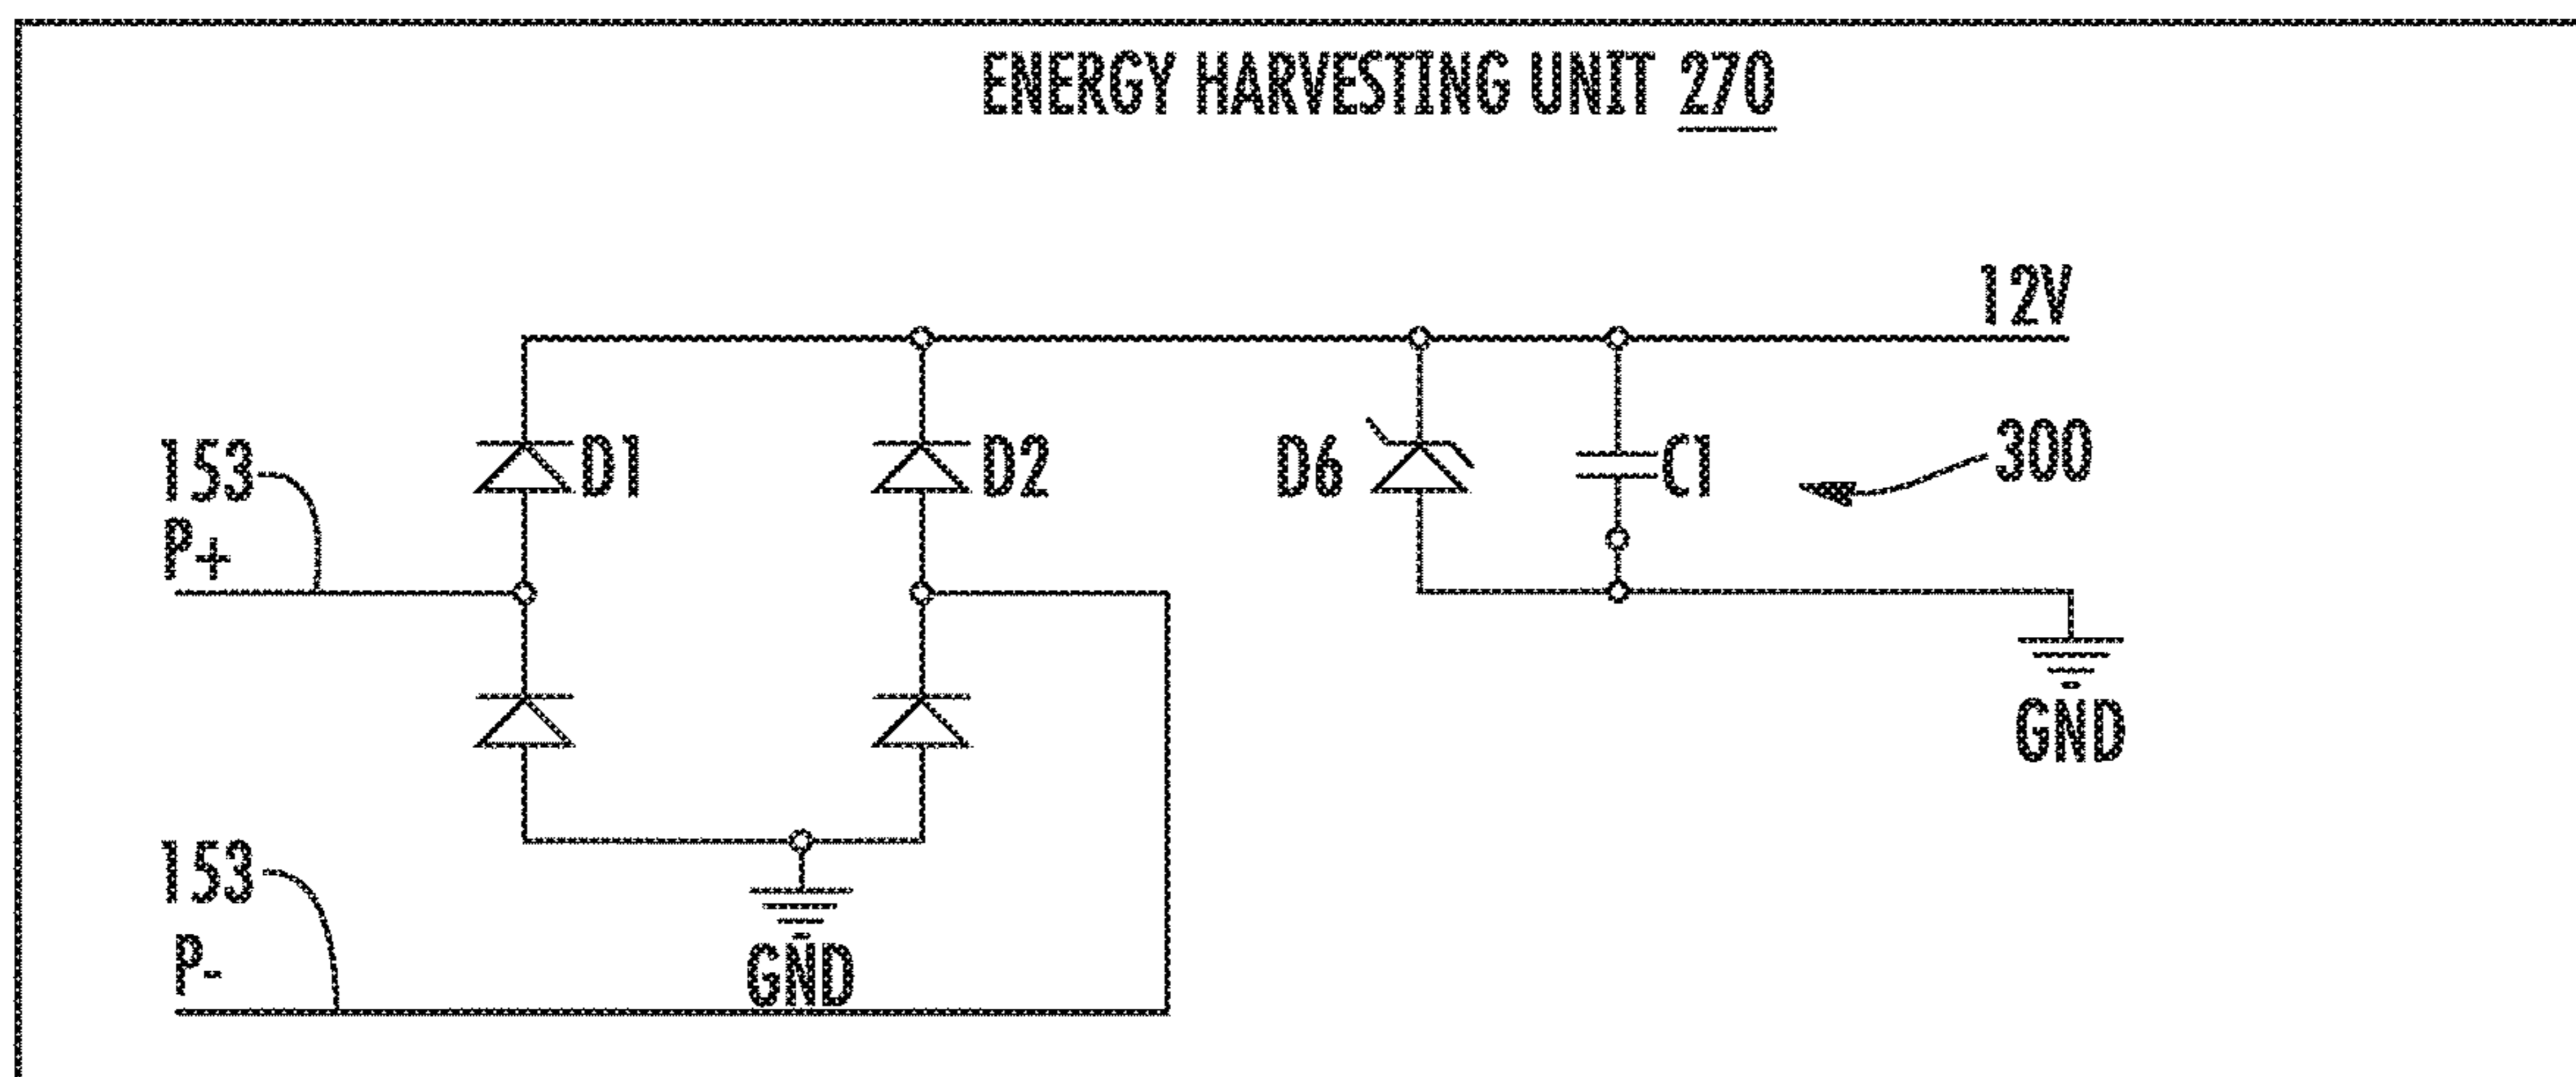 ENERGY HARVESTING UNIT 270
12V
153
P+
D1
D2
D6
C1
300
GND
153
P-
GND